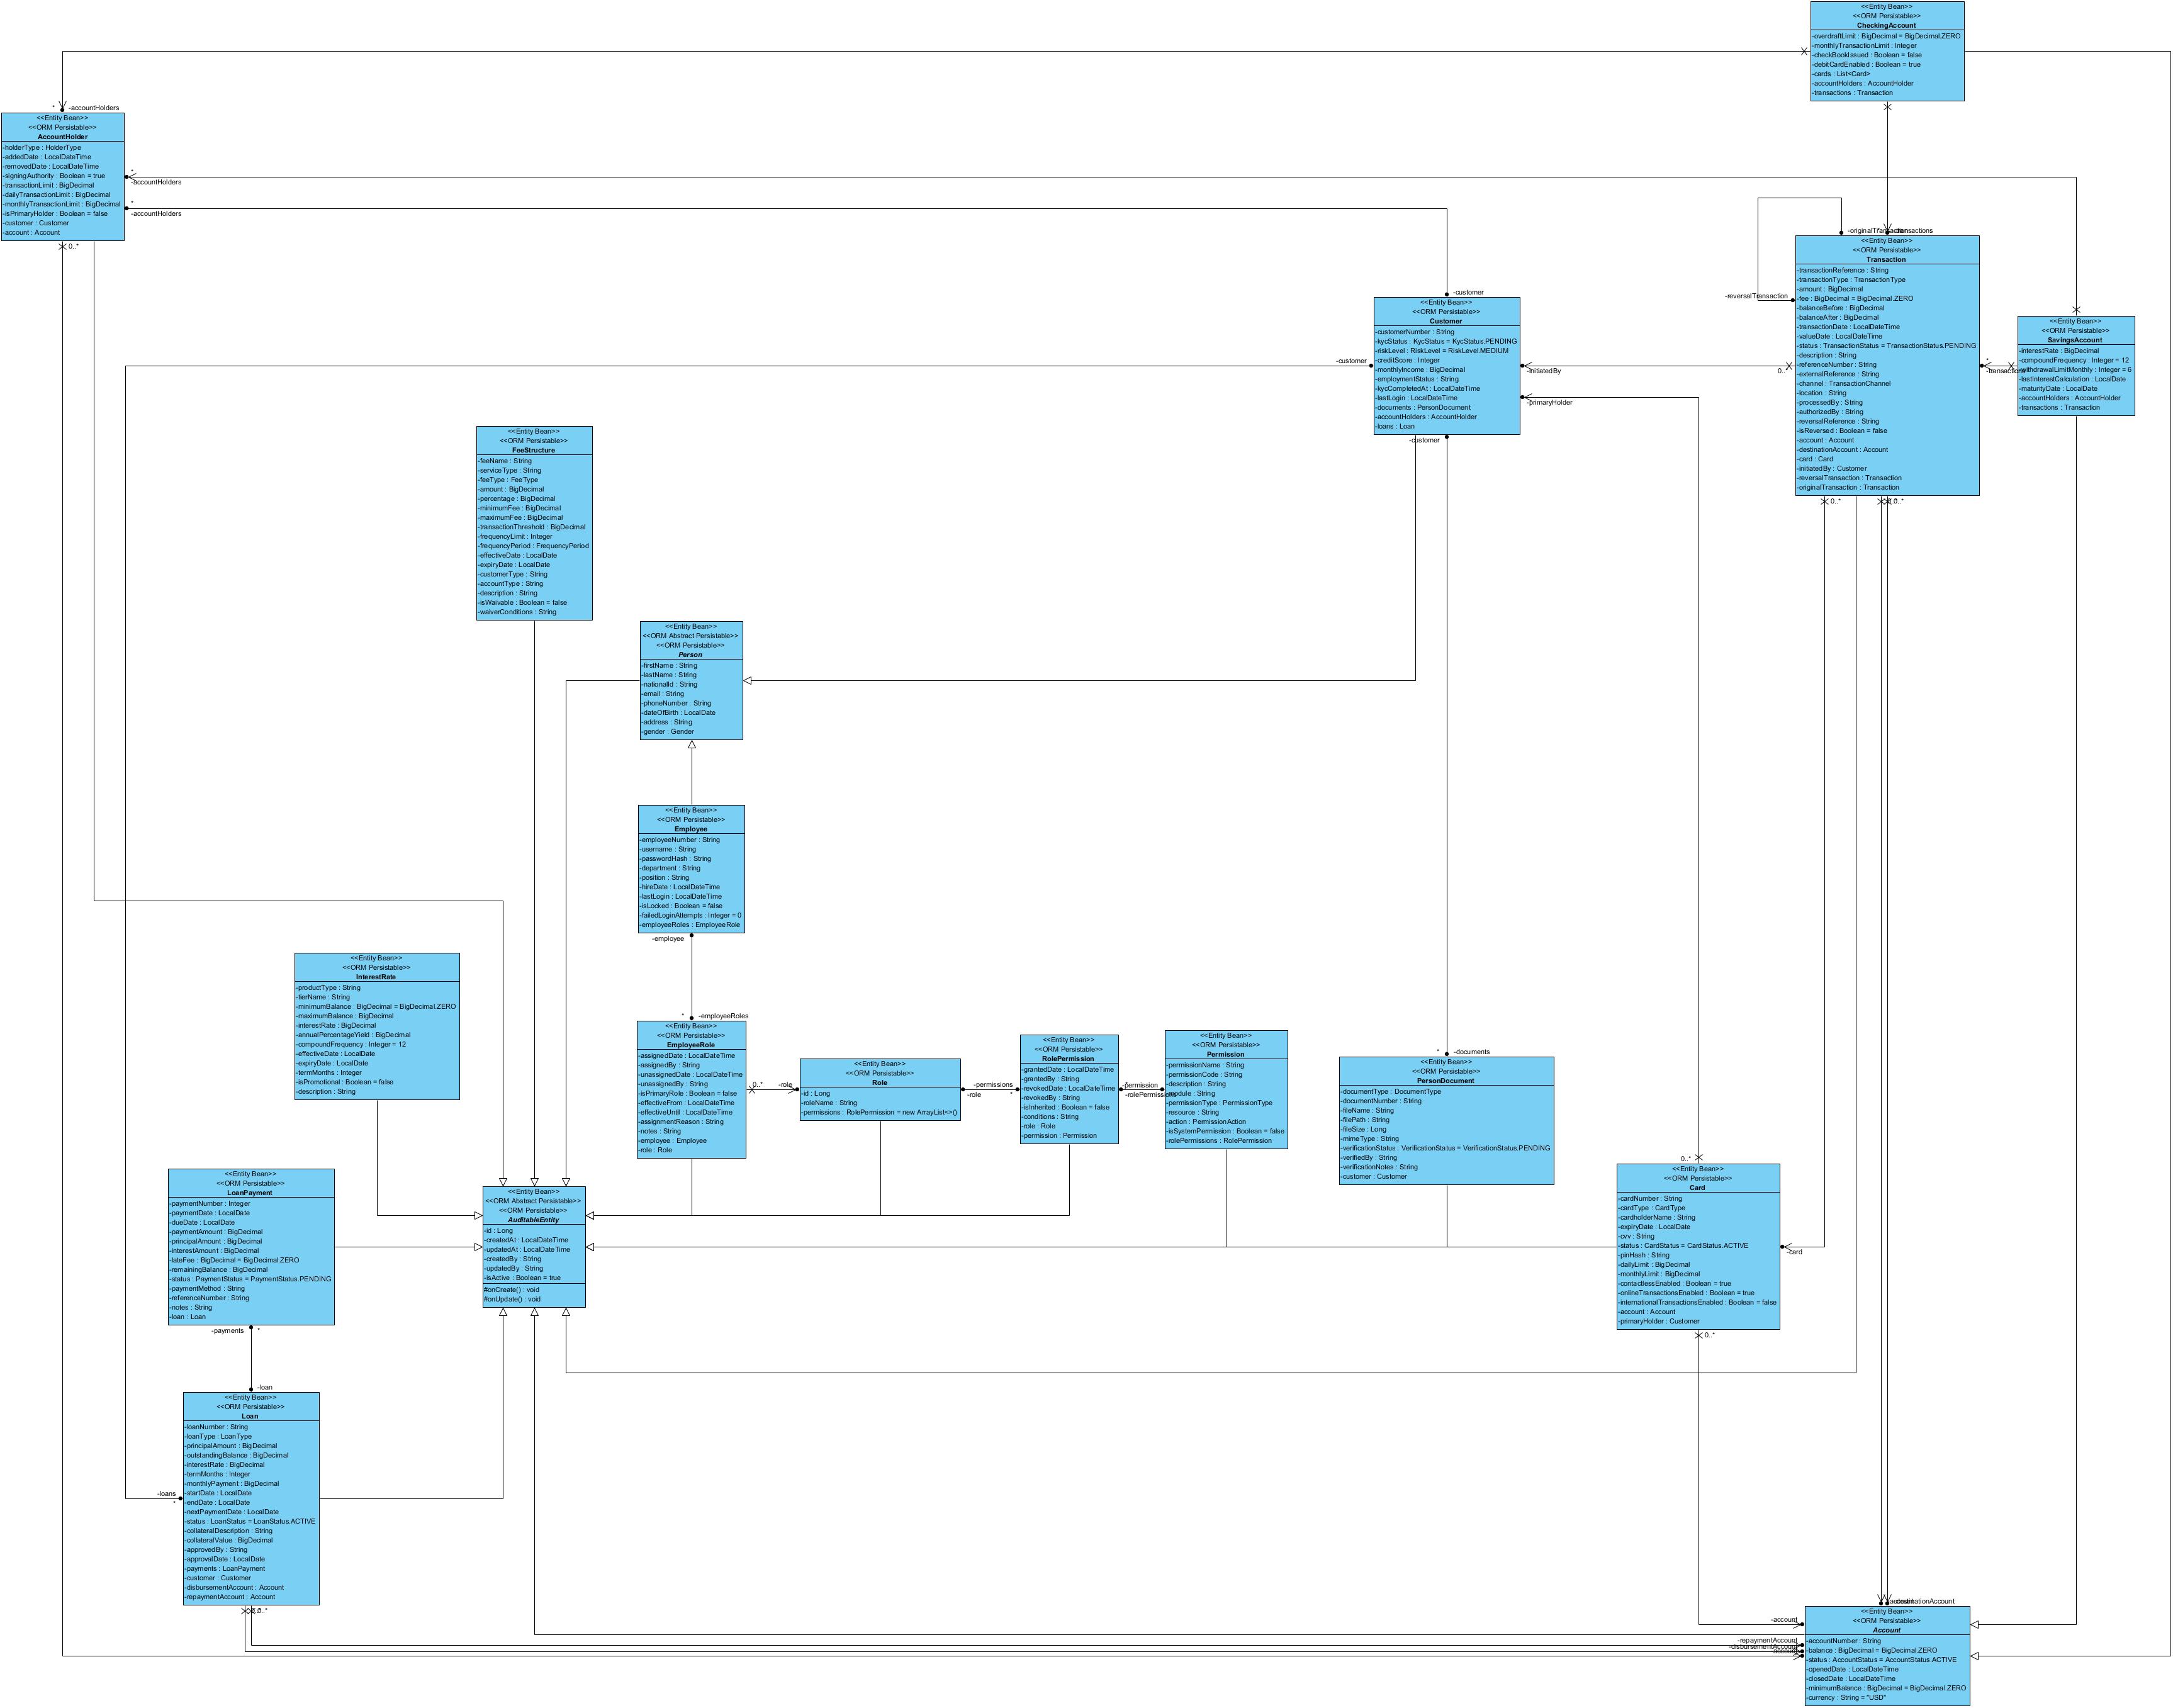 <<Entity Bean>>
<<ORM Persistable>>
CheckingAccount
-overdraftLimit : BigDecimal = BigDecimal.ZERO
-monthlyTransactionLimit : Integer
-checkBookIssued : Boolean = false
-debitCardEnabled : Boolean = true
-cards : List<Card>
-accountHolders : AccountHolder
-transactions : Transaction
*
-accountHolders
<<Entity Bean>>
<<ORM Persistable>>
AccountHolder
-holderType : HolderType
-addedDate : LocalDateTime
-removedDate : LocalDateTime
-signingAuthority : Boolean = true
-transactionLimit : BigDecimal
-dailyTransactionLimit : BigDecimal
-monthlyTransactionLimit : BigDecimal
-isPrimaryHolder : Boolean = false
-customer : Customer
-account : Account
0..*
*
-accountHolders
*
-accountHolders
-originalTransaction
*
transactions
-reversalTransaction
<<Entity Bean>>
<<ORM Persistable>>
Transaction
-transactionReference : String
-transactionType : TransactionType
-amount : BigDecimal
-fee : BigDecimal = BigDecimal.ZERO
-balanceBefore : BigDecimal
-balanceAfter : BigDecimal
-transactionDate : LocalDateTime
-valueDate : LocalDateTime
-status : TransactionStatus = TransactionStatus.PENDING
-description : String
-referenceNumber : String
-externalReference : String
-channel : TransactionChannel
-location : String
-processedBy : String
-authorizedBy : String
-reversalReference : String
-isReversed : Boolean = false
-account : Account
-destinationAccount : Account
-card : Card
-initiatedBy : Customer
-reversalTransaction : Transaction
-originalTransaction : Transaction
0..*
0..*
0..*
*
-transactions
<<Entity Bean>>
<<ORM Persistable>>
SavingsAccount
-interestRate : BigDecimal
-compoundFrequency : Integer = 12
-withdrawalLimitMonthly : Integer = 6
-lastInterestCalculation : LocalDate
-maturityDate : LocalDate
-accountHolders : AccountHolder
-transactions : Transaction
-customer
<<Entity Bean>>
<<ORM Persistable>>
Customer
-customerNumber : String
-kycStatus : KycStatus = KycStatus.PENDING
-riskLevel : RiskLevel = RiskLevel.MEDIUM
-creditScore : Integer
-monthlyIncome : BigDecimal
-employmentStatus : String
-kycCompletedAt : LocalDateTime
-lastLogin : LocalDateTime
-documents : PersonDocument
-accountHolders : AccountHolder
-loans : Loan
-customer
-initiatedBy
-primaryHolder
-customer
<<Entity Bean>>
<<ORM Persistable>>
FeeStructure
-feeName : String
-serviceType : String
-feeType : FeeType
-amount : BigDecimal
-percentage : BigDecimal
-minimumFee : BigDecimal
-maximumFee : BigDecimal
-transactionThreshold : BigDecimal
-frequencyLimit : Integer
-frequencyPeriod : FrequencyPeriod
-effectiveDate : LocalDate
-expiryDate : LocalDate
-customerType : String
-accountType : String
-description : String
-isWaivable : Boolean = false
-waiverConditions : String
<<Entity Bean>>
<<ORM Abstract Persistable>>
<<ORM Persistable>>
Person
-firstName : String
-lastName : String
-nationalId : String
-email : String
-phoneNumber : String
-dateOfBirth : LocalDate
-address : String
-gender : Gender
<<Entity Bean>>
<<ORM Persistable>>
Employee
-employeeNumber : String
-username : String
-passwordHash : String
-department : String
-position : String
-hireDate : LocalDateTime
-lastLogin : LocalDateTime
-isLocked : Boolean = false
-failedLoginAttempts : Integer = 0
-employeeRoles : EmployeeRole
-employee
<<Entity Bean>>
<<ORM Persistable>>
InterestRate
-productType : String
-tierName : String
-minimumBalance : BigDecimal = BigDecimal.ZERO
-maximumBalance : BigDecimal
-interestRate : BigDecimal
-annualPercentageYield : BigDecimal
-compoundFrequency : Integer = 12
-effectiveDate : LocalDate
-expiryDate : LocalDate
-termMonths : Integer
-isPromotional : Boolean = false
-description : String
*
-employeeRoles
<<Entity Bean>>
<<ORM Persistable>>
EmployeeRole
-assignedDate : LocalDateTime
-assignedBy : String
-unassignedDate : LocalDateTime
-unassignedBy : String
-isPrimaryRole : Boolean = false
-effectiveFrom : LocalDateTime
-effectiveUntil : LocalDateTime
-assignmentReason : String
-notes : String
-employee : Employee
-role : Role
0..*
-role
<<Entity Bean>>
<<ORM Persistable>>
Role
-id : Long
-roleName : String
-permissions : RolePermission = new ArrayList<>()
-permissions
-role
*
<<Entity Bean>>
<<ORM Persistable>>
RolePermission
-grantedDate : LocalDateTime
-grantedBy : String
-revokedDate : LocalDateTime
-revokedBy : String
-isInherited : Boolean = false
-conditions : String
-role : Role
-permission : Permission
-permission
-rolePermissions
<<Entity Bean>>
<<ORM Persistable>>
Permission
-permissionName : String
-permissionCode : String
-description : String
-module : String
-permissionType : PermissionType
-resource : String
-action : PermissionAction
-isSystemPermission : Boolean = false
-rolePermissions : RolePermission
*
-documents
<<Entity Bean>>
<<ORM Persistable>>
PersonDocument
-documentType : DocumentType
-documentNumber : String
-fileName : String
-filePath : String
-fileSize : Long
-mimeType : String
-verificationStatus : VerificationStatus = VerificationStatus.PENDING
-verifiedBy : String
-verificationNotes : String
-customer : Customer
0..*
<<Entity Bean>>
<<ORM Persistable>>
Card
-cardNumber : String
-cardType : CardType
-cardholderName : String
-expiryDate : LocalDate
-cvv : String
-status : CardStatus = CardStatus.ACTIVE
-pinHash : String
-dailyLimit : BigDecimal
-monthlyLimit : BigDecimal
-contactlessEnabled : Boolean = true
-onlineTransactionsEnabled : Boolean = true
-internationalTransactionsEnabled : Boolean = false
-account : Account
-primaryHolder : Customer
-card
0..*
<<Entity Bean>>
<<ORM Persistable>>
LoanPayment
-paymentNumber : Integer
-paymentDate : LocalDate
-dueDate : LocalDate
-paymentAmount : BigDecimal
-principalAmount : BigDecimal
-interestAmount : BigDecimal
-lateFee : BigDecimal = BigDecimal.ZERO
-remainingBalance : BigDecimal
-status : PaymentStatus = PaymentStatus.PENDING
-paymentMethod : String
-referenceNumber : String
-notes : String
-loan : Loan
-payments
*
<<Entity Bean>>
<<ORM Abstract Persistable>>
<<ORM Persistable>>
AuditableEntity
-id : Long
-createdAt : LocalDateTime
-updatedAt : LocalDateTime
-createdBy : String
-updatedBy : String
-isActive : Boolean = true
#onCreate() : void
#onUpdate() : void
-loan
<<Entity Bean>>
<<ORM Persistable>>
Loan
-loanNumber : String
-loanType : LoanType
-principalAmount : BigDecimal
-outstandingBalance : BigDecimal
-interestRate : BigDecimal
-termMonths : Integer
-monthlyPayment : BigDecimal
-startDate : LocalDate
-endDate : LocalDate
-nextPaymentDate : LocalDate
-status : LoanStatus = LoanStatus.ACTIVE
-collateralDescription : String
-collateralValue : BigDecimal
-approvedBy : String
-approvalDate : LocalDate
-payments : LoanPayment
-customer : Customer
-disbursementAccount : Account
-repaymentAccount : Account
-loans
*
0..*
-destinationAccount
-account
-repaymentAccount
-disbursementAccount
-account
<<Entity Bean>>
<<ORM Persistable>>
Account
-accountNumber : String
-balance : BigDecimal = BigDecimal.ZERO
-status : AccountStatus = AccountStatus.ACTIVE
-openedDate : LocalDateTime
-closedDate : LocalDateTime
-minimumBalance : BigDecimal = BigDecimal.ZERO
-currency : String = "USD"